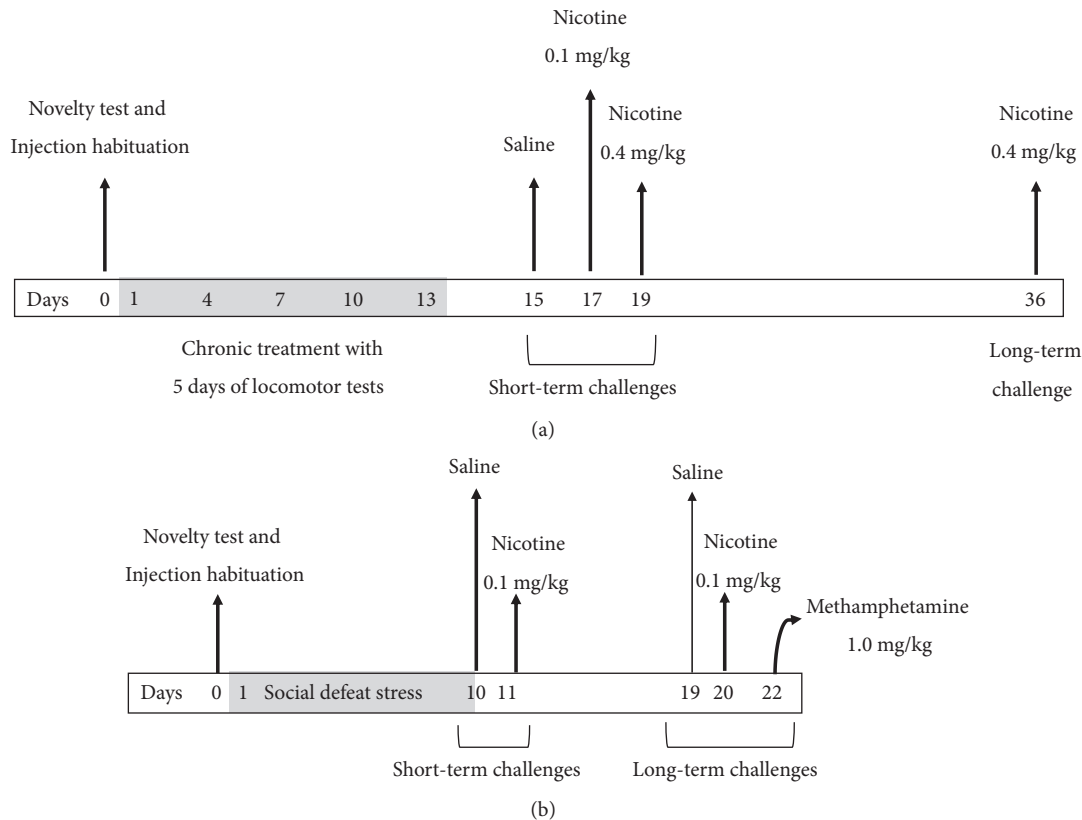 Nicotine
0.1 mg/kg
Novelty test and
Injection habituation
Saline
Nicotine
0.4 mg/kg
Nicotine
0.4 mg/kg
Days 0 1 4 7 10 13 15 17 19 36
Chronic treatment with
5 days of locomotor tests
Short-term challenges
Long-term
challenge
(a)
Saline
Saline
Novelty test and
Injection habituation
Nicotine
0.1 mg/kg
Nicotine
0.1 mg/kg
Methamphetamine
1.0 mg/kg
Days 0 1 Social defeat stress 10 11 19 20 22
Short-term challenges
Long-term challenges
(b)